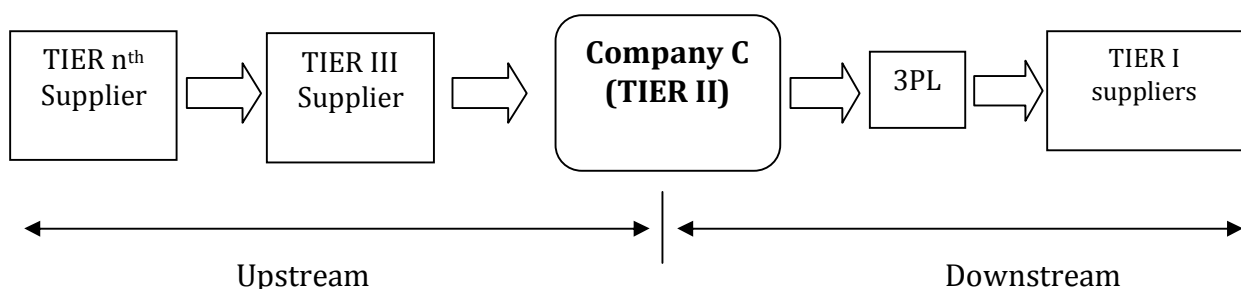 TIER nth
Supplier
TIER III
Supplier
Company C
(TIER II)
3PL
TIER I
suppliers
Upstream
Downstream